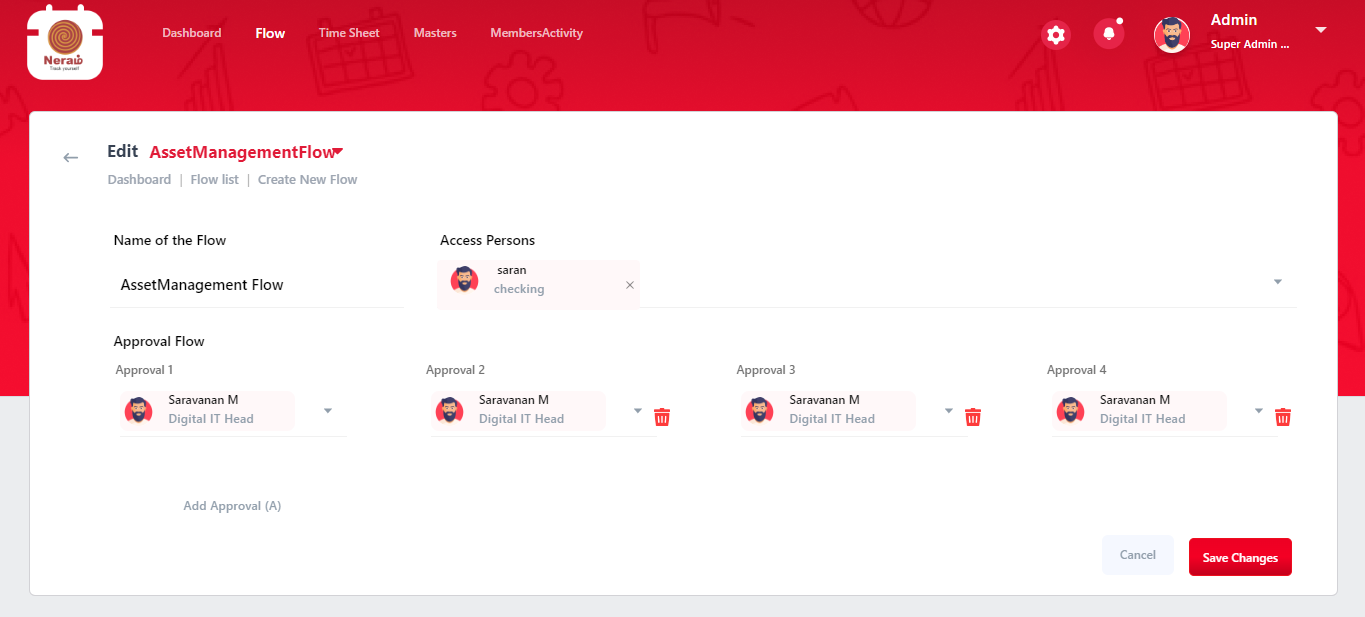 Neraiɒ
Track yourself
Dashboard
Flow
Time Sheet
Masters
MembersActivity
Admin
Super Admin ...
Edit AssetManagementFlow
Dashboard | Flow list | Create New Flow
Name of the Flow
Access Persons
AssetManagement Flow
saran
checking
×
Approval Flow
Approval 1
Approval 2
Approval 3
Approval 4
Saravanan M
Digital IT Head
Saravanan M
Digital IT Head
Saravanan M
Digital IT Head
Saravanan M
Digital IT Head
Add Approval (A)
Cancel
Save Changes